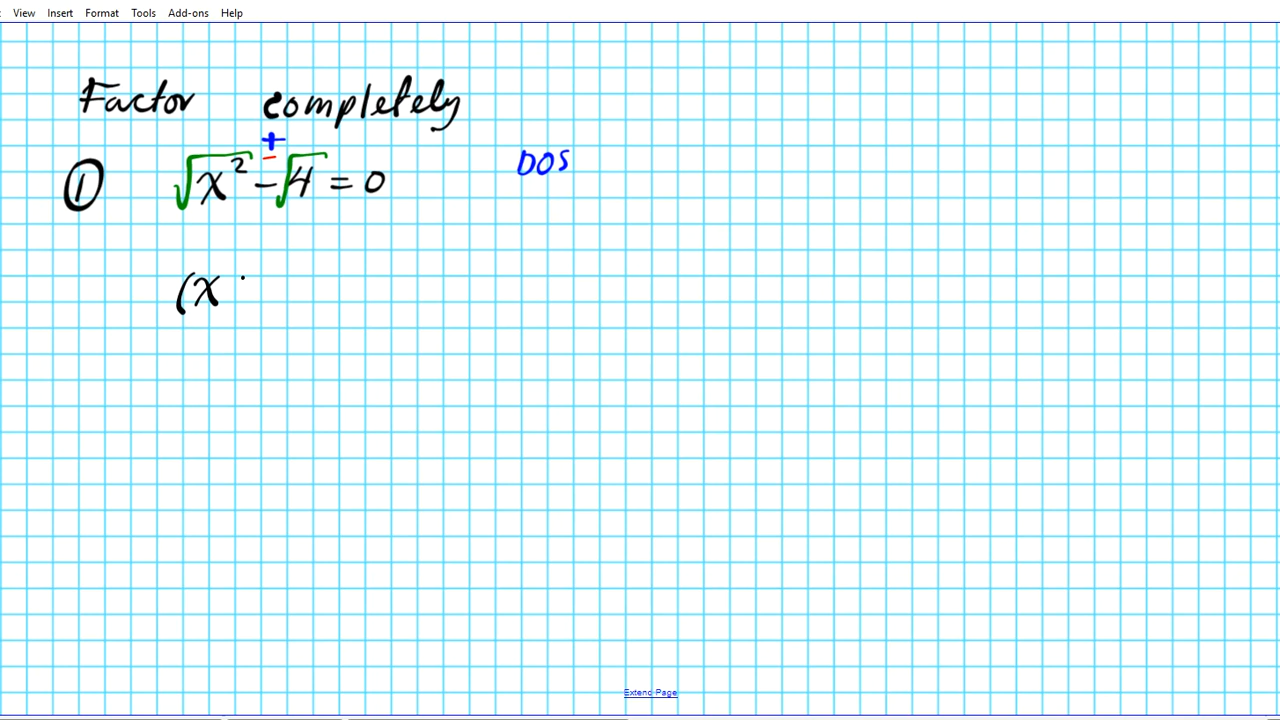 View Insert Format Tools Add-ons Help
Factor completely
+
① √x² - √4 = 0 DOS
(x
Extend Page